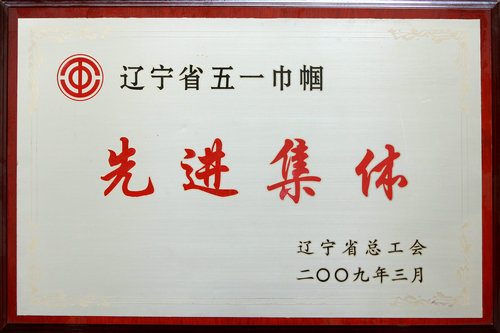 辽宁省五一巾帼
先进集体
辽宁省总工会
二〇〇九年三月